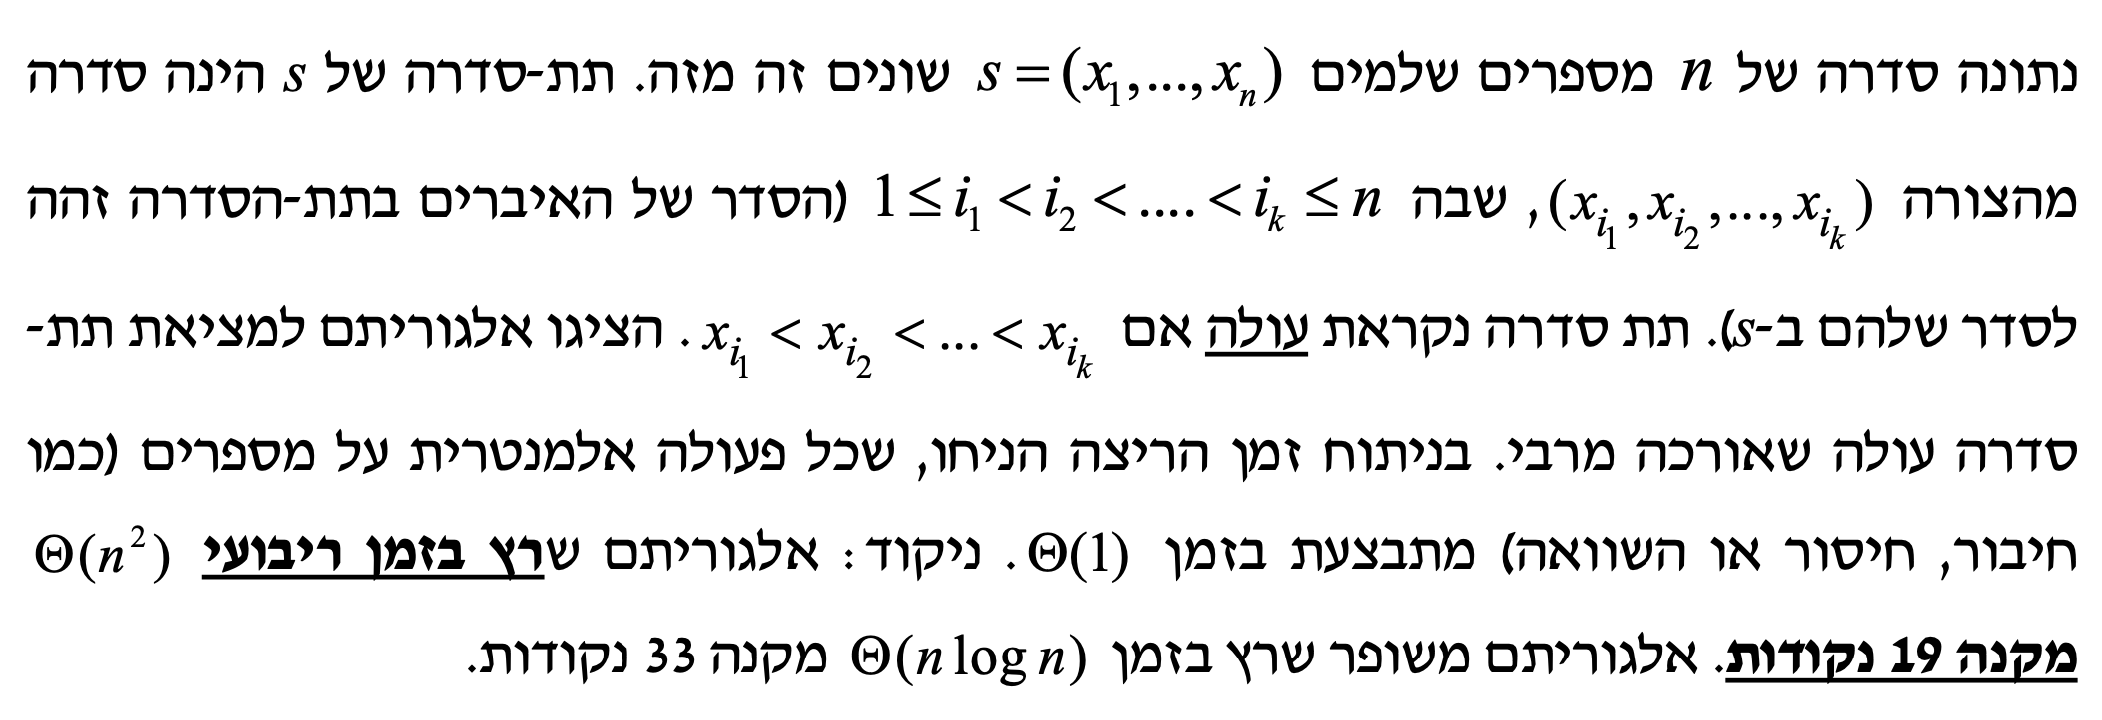 נתונה סדרה של n מספרים שלמים s = (x₁,...,xₙ) שונים זה מזה. תת-סדרה של s הינה סדרה
מהצורה (x_{i₁}, x_{i₂},..., x_{i_k}), שבה 1 ≤ i₁ < i₂ < .... < i_k ≤ n (הסדר של האיברים בתת-הסדרה זהה
לסדר שלהם ב-s). תת סדרה נקראת עולה אם x_{i₁} < x_{i₂} < ... < x_{i_k}. הציגו אלגוריתם למציאת תת-
סדרה עולה שאורכה מרבי. בניתוח זמן הריצה הניחו, שכל פעולה אלמנטרית על מספרים (כמו
חיבור, חיסור או השוואה) מתבצעת בזמן Θ(1). ניקוד: אלגוריתם שרץ בזמן ריבועי Θ(n²)
מקנה 19 נקודות. אלגוריתם משופר שרץ בזמן Θ(n log n) מקנה 33 נקודות.